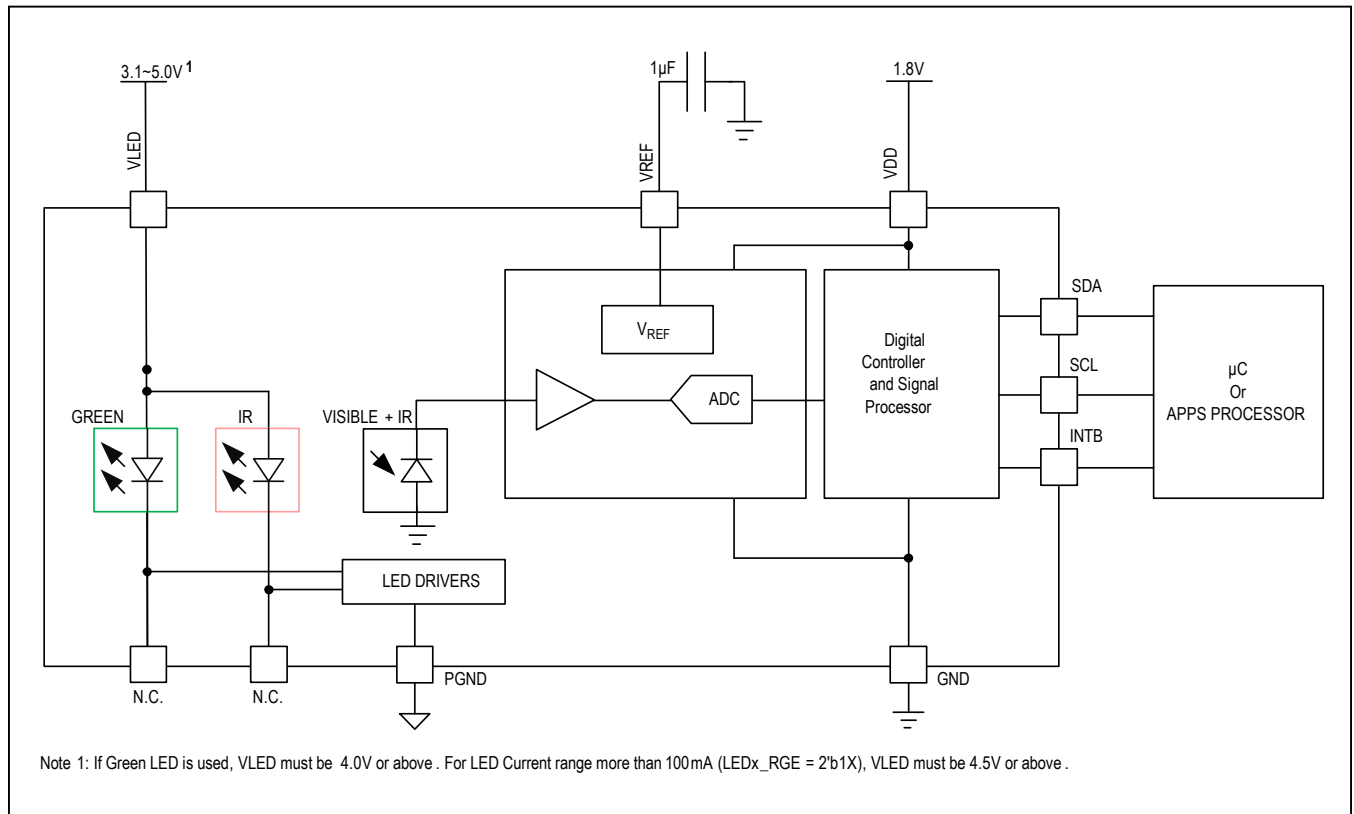 3.1~5.0V 1
1µF
1.8V
VLED
VREF
VDD
SDA
VREF
Digital
Controller
and Signal
Processor
SCL
µC
Or
APPS PROCESSOR
ADC
GREEN
IR
VISIBLE + IR
INTB
LED DRIVERS
N.C.
N.C.
PGND
GND
Note 1: If Green LED is used, VLED must be 4.0V or above . For LED Current range more than 100mA (LEDx_RGE = 2'b1X), VLED must be 4.5V or above .